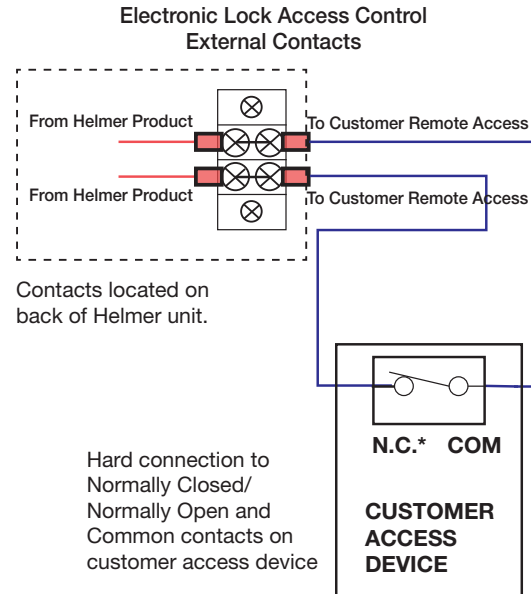 Electronic Lock Access Control
External Contacts
From Helmer Product
To Customer Remote Access
From Helmer Product
To Customer Remote Access
Contacts located on
back of Helmer unit.
N.C.* COM
Hard connection to
Normally Closed/
Normally Open and
Common contacts on
customer access device
CUSTOMER
ACCESS
DEVICE